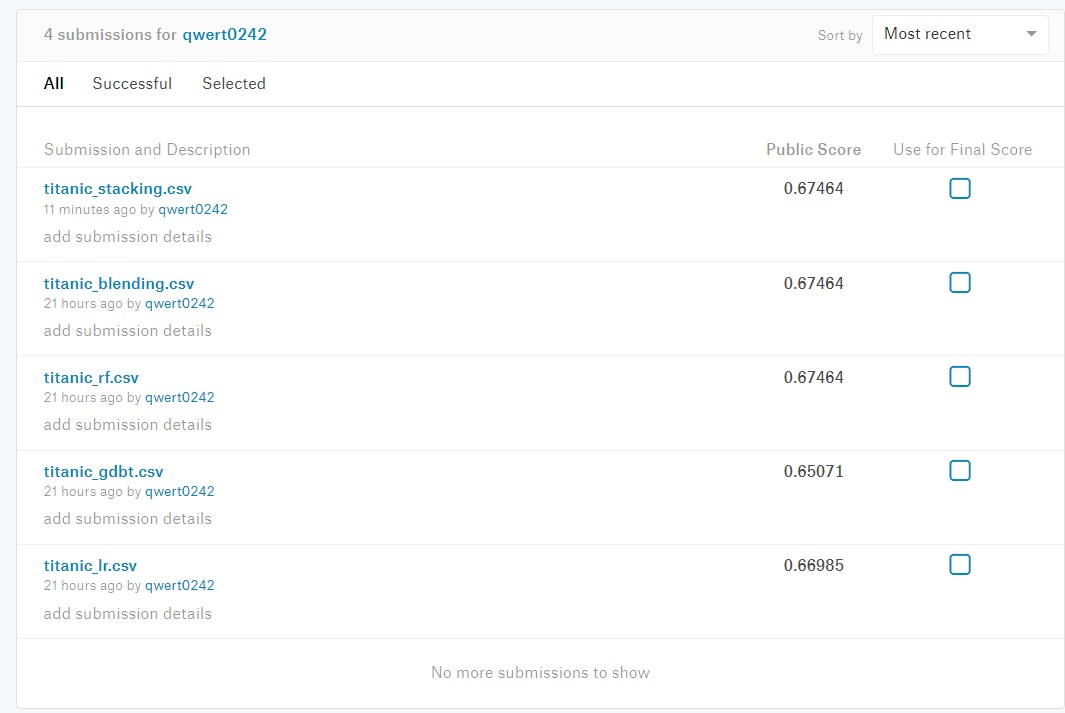 4 submissions for qwert0242 Sort by Most recent
All Successful Selected
Submission and Description Public Score Use for Final Score
titanic_stacking.csv 0.67464
11 minutes ago by qwert0242
add submission details
titanic_blending.csv 0.67464
21 hours ago by qwert0242
add submission details
titanic_rf.csv 0.67464
21 hours ago by qwert0242
add submission details
titanic_gdbt.csv 0.65071
21 hours ago by qwert0242
add submission details
titanic_lr.csv 0.66985
21 hours ago by qwert0242
add submission details
No more submissions to show